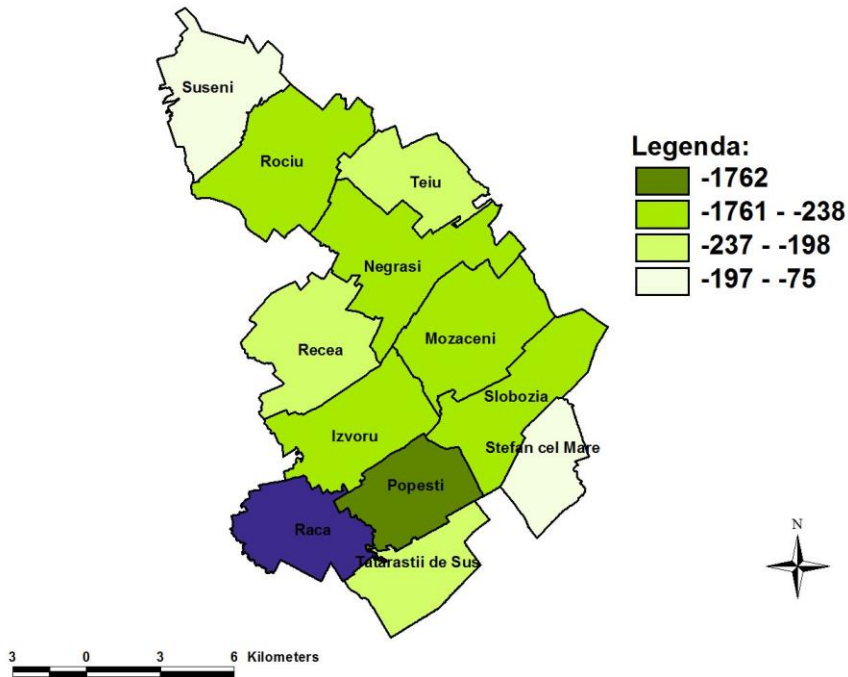 Suseni
Rociu
Teiu
Negrasi
Recea
Mozaceni
Slobozia
Izvoru
Stefan cel Mare
Popesti
Raca
Tatarastii de Sus
Legenda:
-1762
-1761 - -238
-237 - -198
-197 - -75
N
3 0 3 6 Kilometers